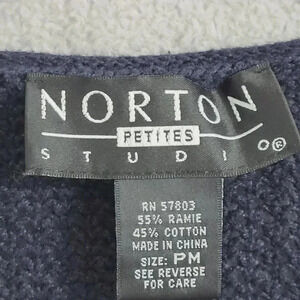 NORTON
PETITES
STUDIO®
RN 57803
55% RAMIE
45% COTTON
MADE IN CHINA
SIZE: PM
SEE REVERSE
FOR CARE